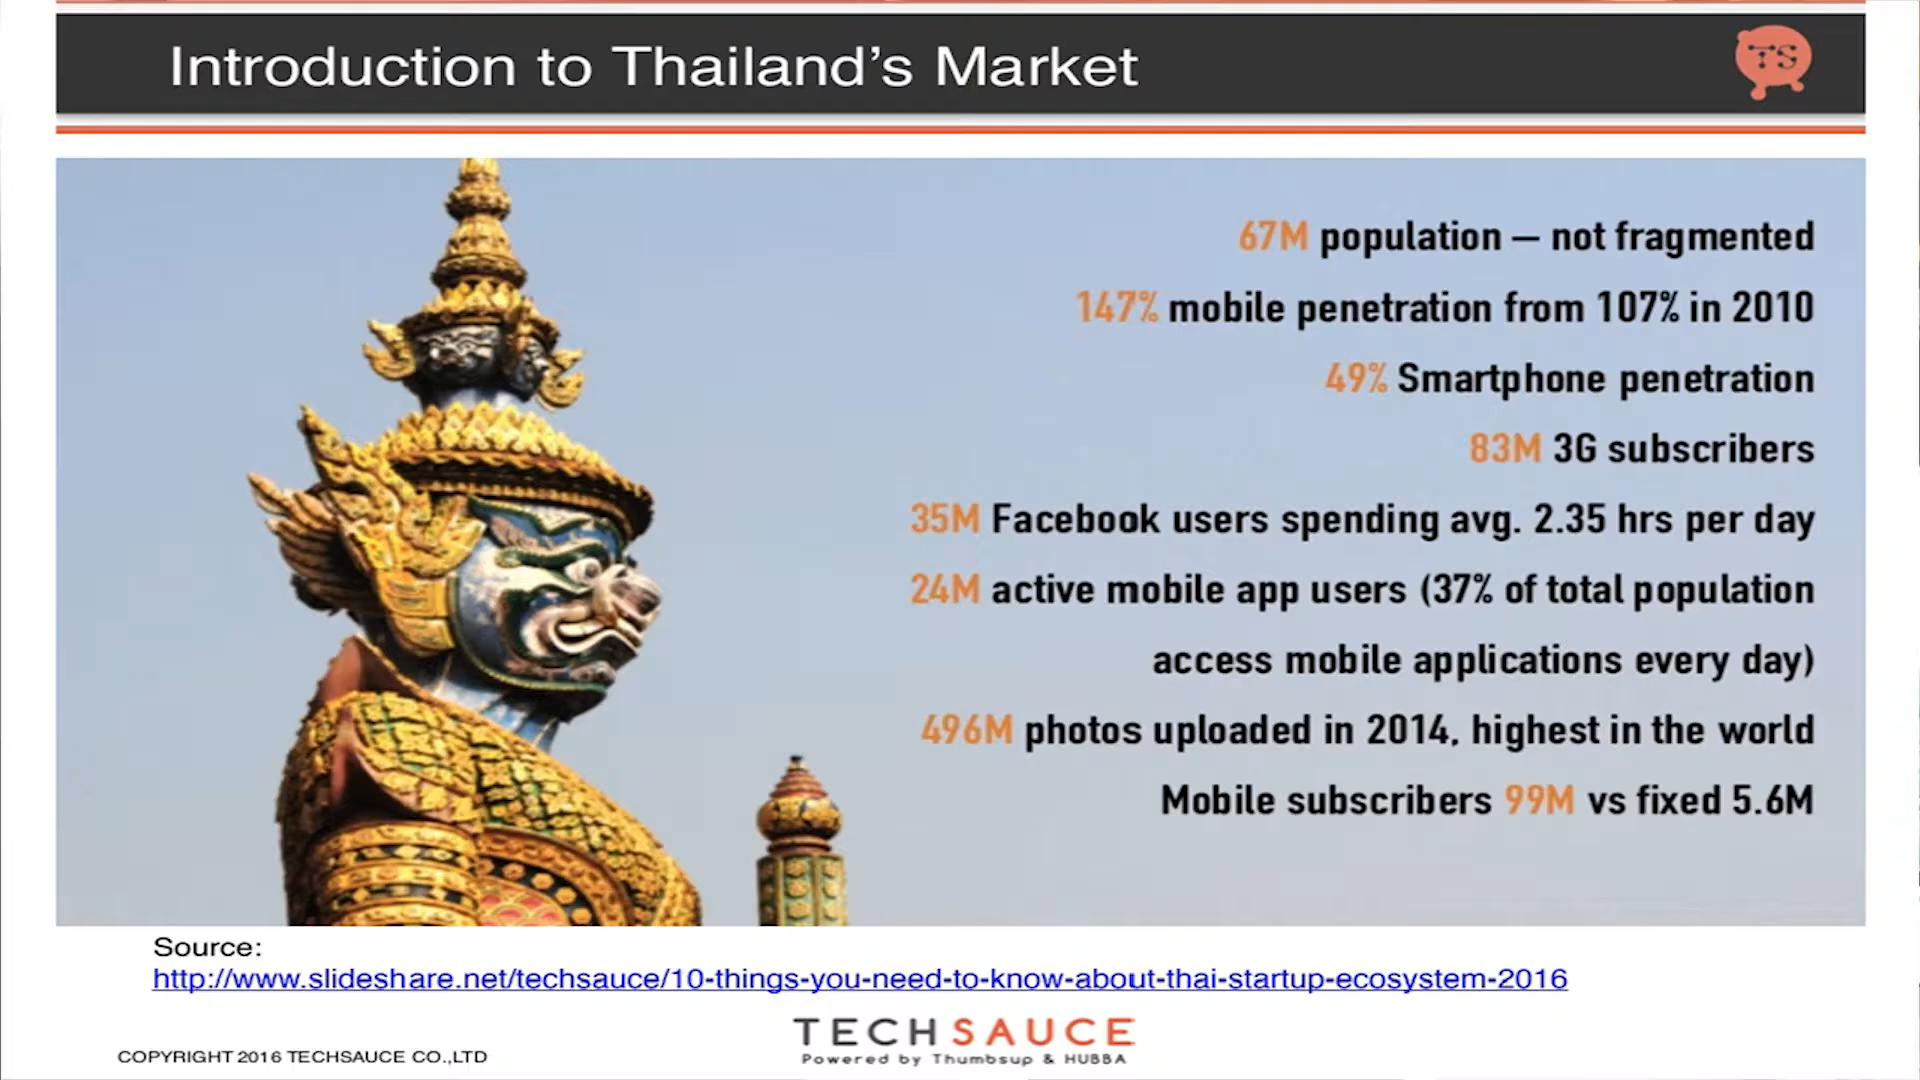 Introduction to Thailand's Market
TS
67M population – not fragmented
147% mobile penetration from 107% in 2010
49% Smartphone penetration
83M 3G subscribers
35M Facebook users spending avg. 2.35 hrs per day
24M active mobile app users (37% of total population
access mobile applications every day)
496M photos uploaded in 2014, highest in the world
Mobile subscribers 99M vs fixed 5.6M
Source:
http://www.slideshare.net/techsauce/10-things-you-need-to-know-about-thai-startup-ecosystem-2016
TECHSAUCE
Powered by Thumbsup & HUBBA
COPYRIGHT 2016 TECHSAUCE CO.,LTD